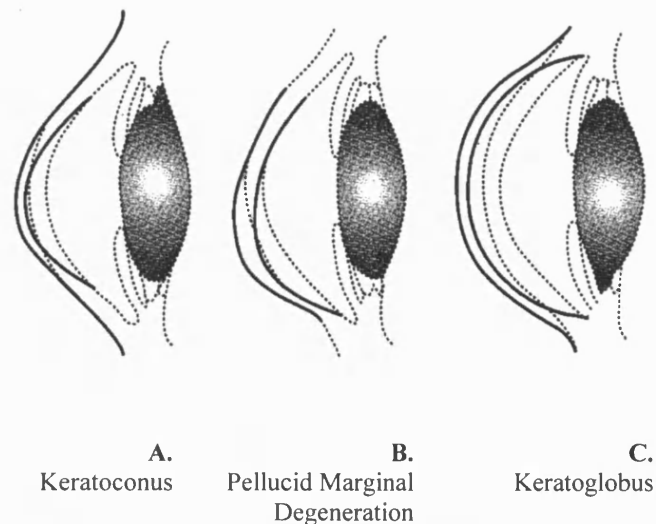 A.
Keratoconus
B.
Pellucid Marginal
Degeneration
C.
Keratoglobus